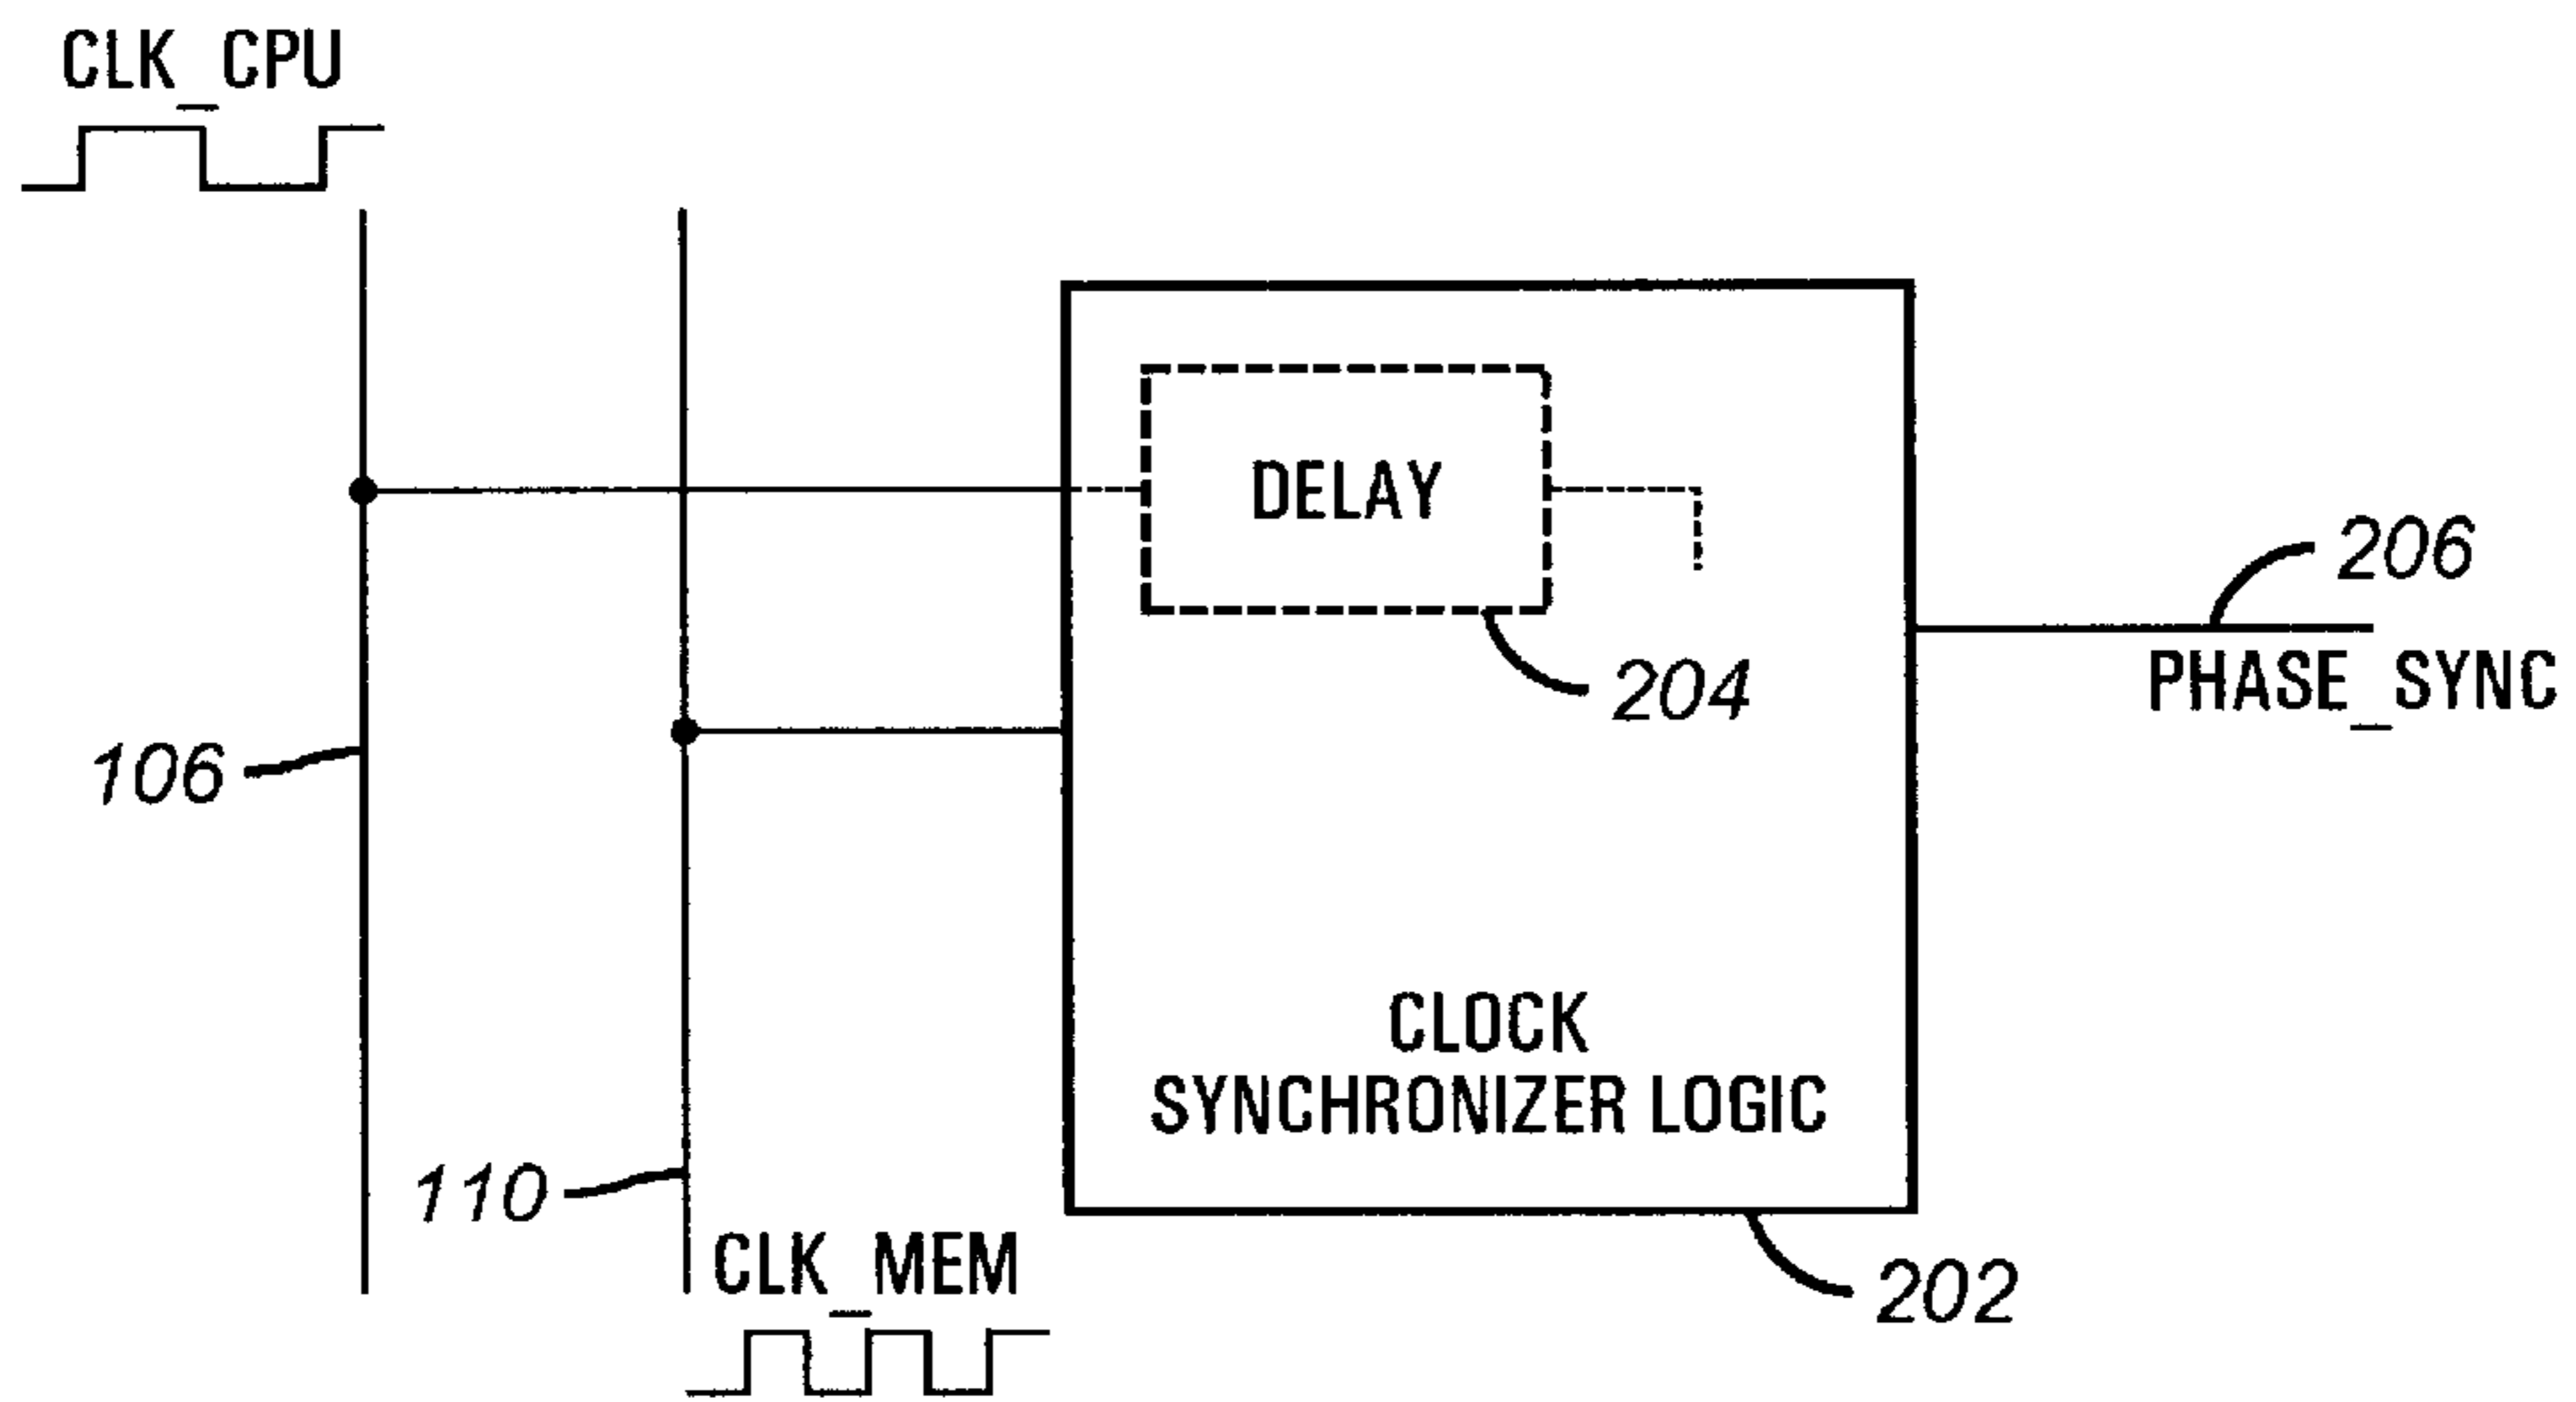 CLK_CPU
DELAY
206
PHASE_SYNC
204
106
CLOCK
SYNCHRONIZER LOGIC
110
CLK_MEM
202